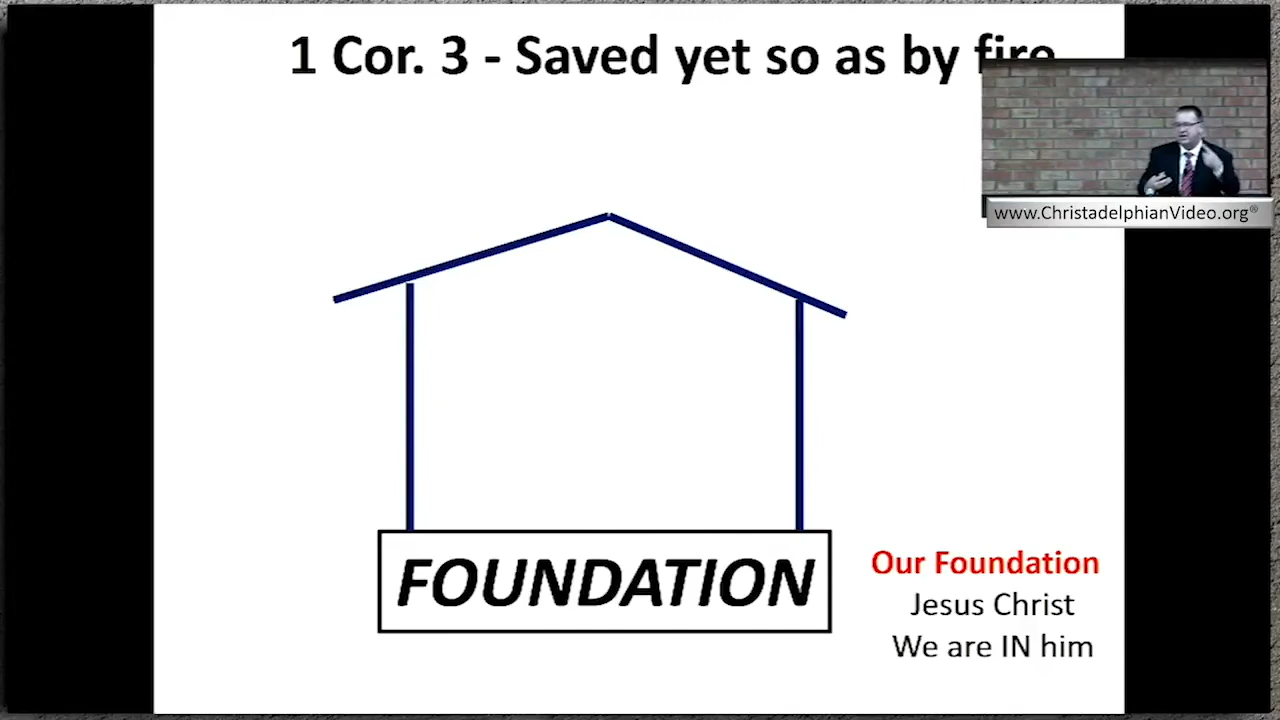 1 Cor. 3 - Saved yet so as by fire
www.ChristadelphianVideo.org®
FOUNDATION
Our Foundation
Jesus Christ
We are IN him